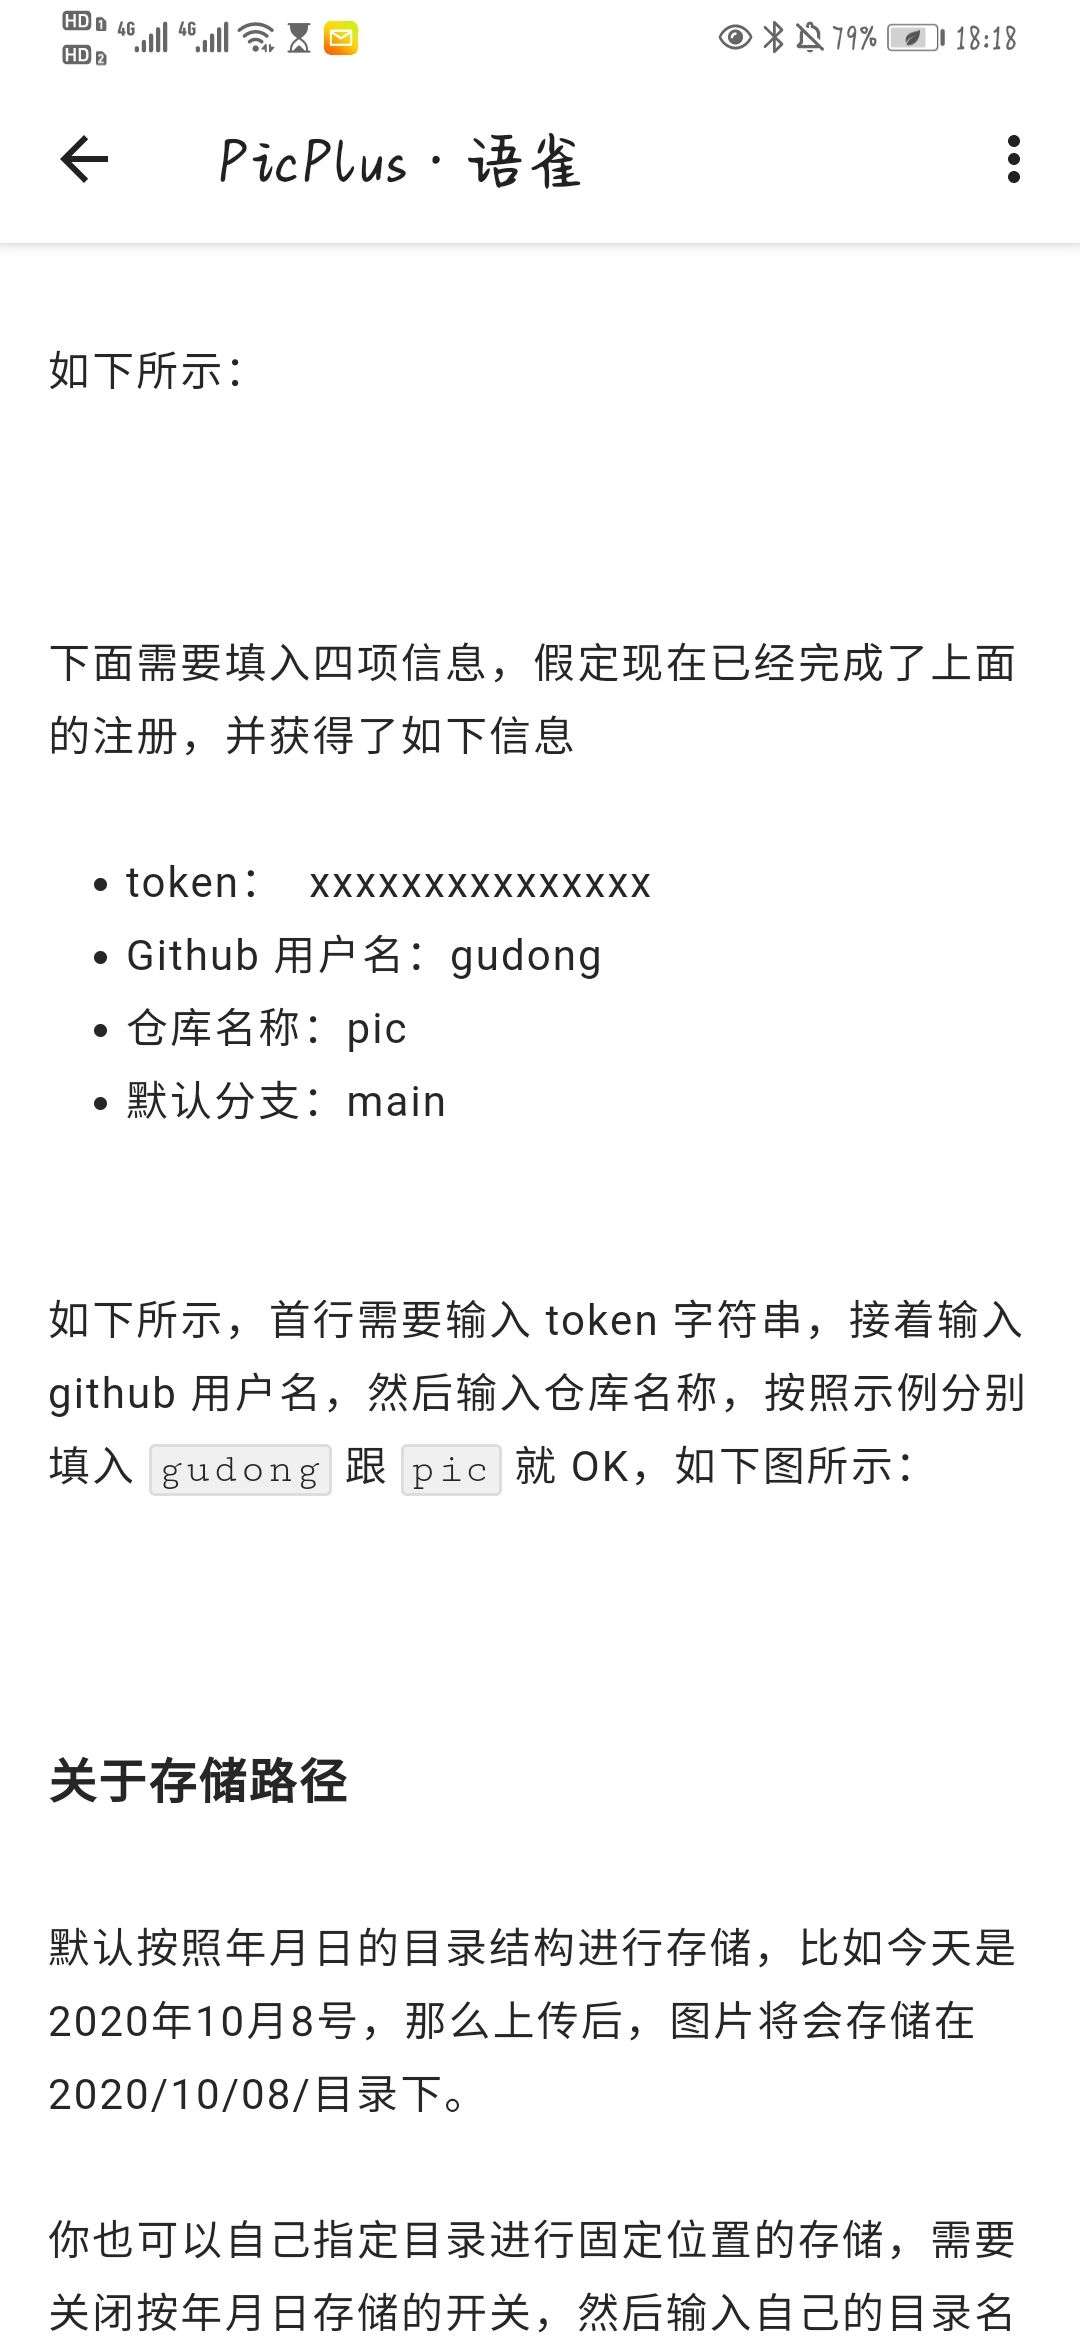 HD 1 4G 4G 79% 18:18
HD 2
PicPlus · 语雀
如下所示：
下面需要填入四项信息，假定现在已经完成了上面
的注册，并获得了如下信息
• token： xxxxxxxxxxxxxxx
• Github 用户名：gudong
• 仓库名称：pic
• 默认分支：main
如下所示，首行需要输入 token 字符串，接着输入
github 用户名，然后输入仓库名称，按照示例分别
填入 gudong 跟 pic 就 OK，如下图所示：
关于存储路径
默认按照年月日的目录结构进行存储，比如今天是
2020年10月8号，那么上传后，图片将会存储在
2020/10/08/目录下。
你也可以自己指定目录进行固定位置的存储，需要
关闭按年月日存储的开关，然后输入自己的目录名